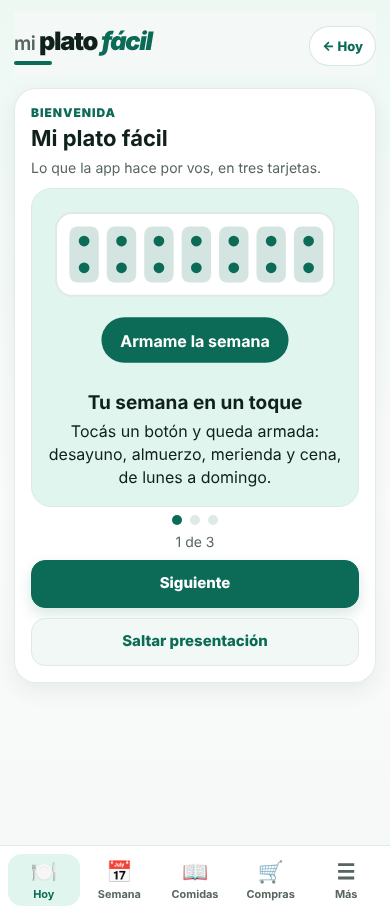 mi plato fácil
← Hoy
BIENVENIDA
Mi plato fácil
Lo que la app hace por vos, en tres tarjetas.
Armame la semana
Tu semana en un toque
Tocás un botón y queda armada:
desayuno, almuerzo, merienda y cena,
de lunes a domingo.
1 de 3
Siguiente
Saltar presentación
Hoy
Semana
Comidas
Compras
Más